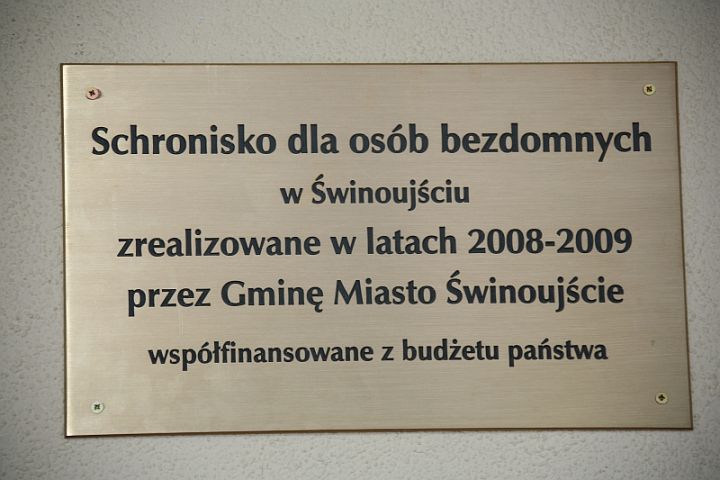 Schronisko dla osób bezdomnych
w Świnoujściu
zrealizowane w latach 2008-2009
przez Gminę Miasto Świnoujście
współfinansowane z budżetu państwa